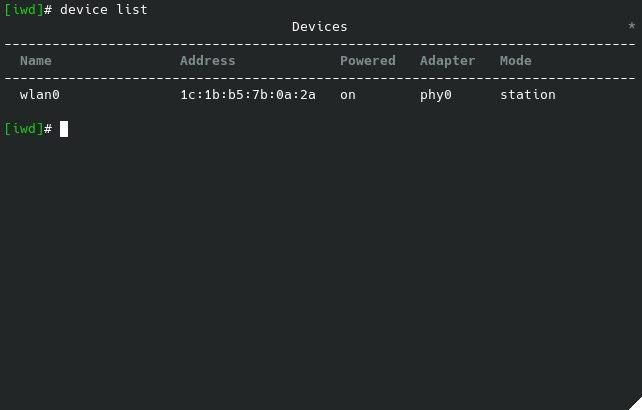 [iwd]# device list
Devices *
--------------------------------------------------------------------------------
Name Address Powered Adapter Mode
--------------------------------------------------------------------------------
wlan0 1c:1b:b5:7b:0a:2a on phy0 station
[iwd]#